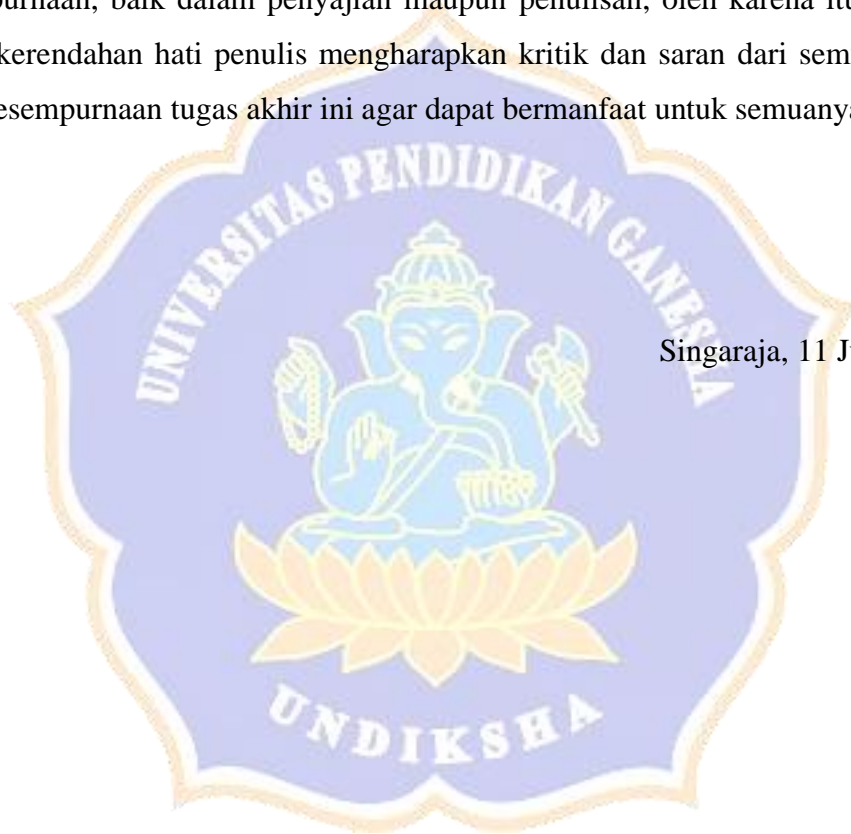 purnaan, baik dalam penyajian maupun penulisan, oleh karena itu
kerendahan hati penulis mengharapkan kritik dan saran dari sem
esempurnaan tugas akhir ini agar dapat bermanfaat untuk semuanya
UNIVERSITAS PENDIDIKAN GANESHA
Singaraja, 11 J
UNDIKSHA